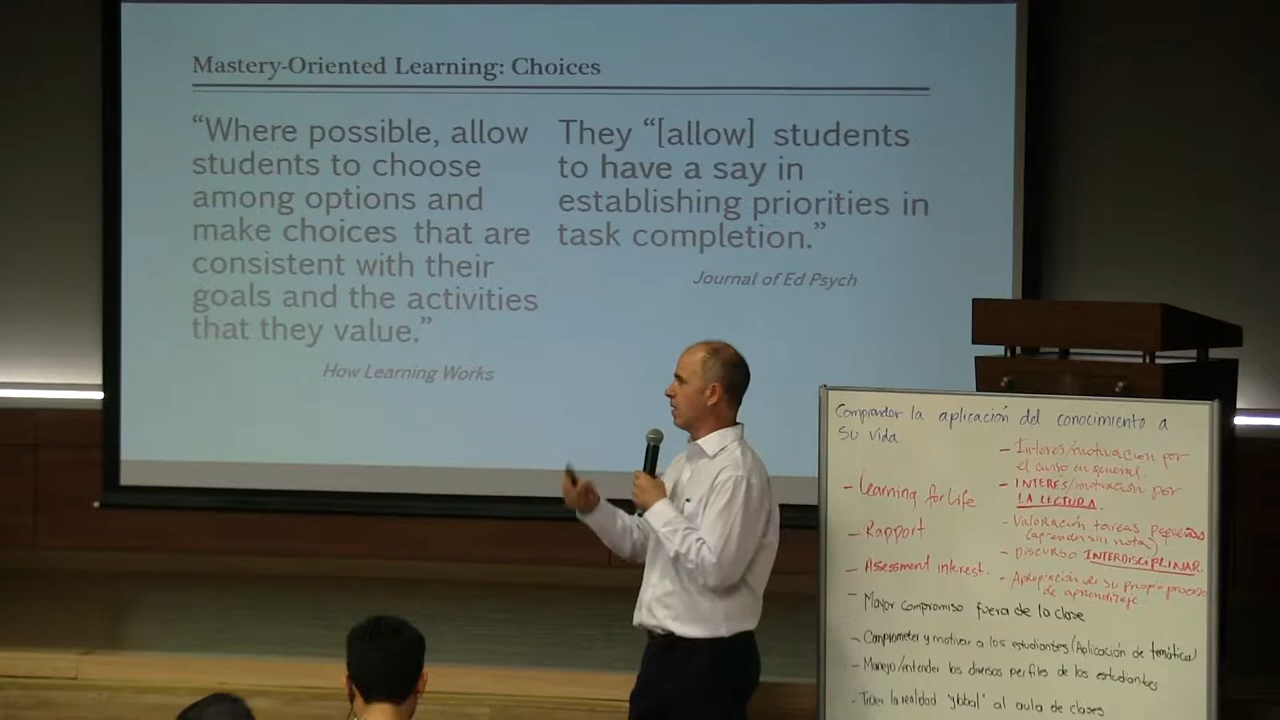 Mastery-Oriented Learning: Choices
“Where possible, allow
students to choose
among options and
make choices that are
consistent with their
goals and the activities
that they value.”
How Learning Works
They “[allow] students
to have a say in
establishing priorities in
task completion.”
Journal of Ed Psych
Comprender la aplicación del conocimiento a
su vida
- Learning for life
- Rapport
- Assessment interest.
- Interes/motivacion por
el curso en general.
- INTERES/motivación por
LA LECTURA.
- Valoración tareas pequeñas
(aprender sin nota)
- DISCURSO INTERDISCIPLINAR.
- Apropiación de su propio proceso
de aprendizaje.
- Mayor compromiso fuera de la clase
- Comprometer y motivar a los estudiantes (Aplicación de temática)
- Manejo/entender los diversos perfiles de los estudiantes
- Traer la realidad "global" al aula de clases